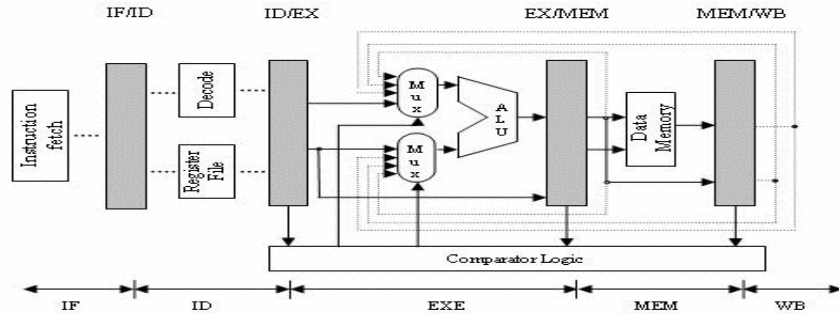 IF/ID
ID/EX
EX/MEM
MEM/WB
Instruction
fetch
Decode
Register
File
Mux
Mux
ALU
Data
Memory
Comparator Logic
IF
ID
EXE
MEM
WB